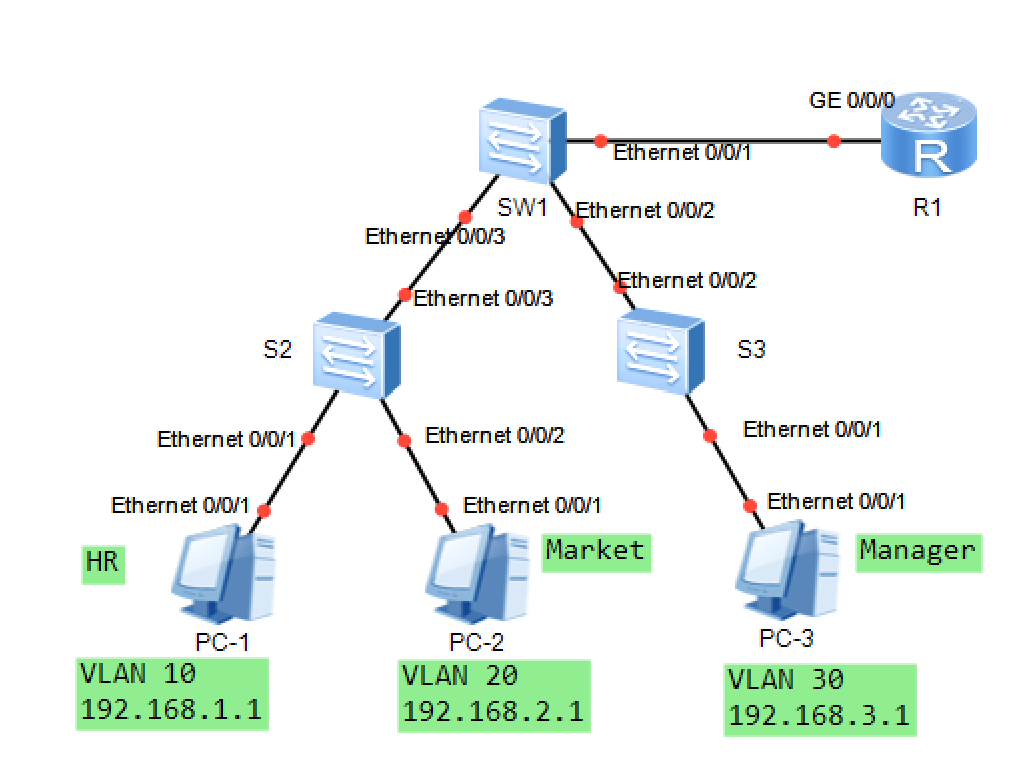 GE 0/0/0
R
Ethernet 0/0/1
SW1
R1
Ethernet 0/0/2
Ethernet 0/0/3
Ethernet 0/0/2
Ethernet 0/0/3
S2
S3
Ethernet 0/0/1
Ethernet 0/0/2
Ethernet 0/0/1
Ethernet 0/0/1
Ethernet 0/0/1
Ethernet 0/0/1
HR
Market
Manager
PC-1
PC-2
PC-3
VLAN 10
192.168.1.1
VLAN 20
192.168.2.1
VLAN 30
192.168.3.1